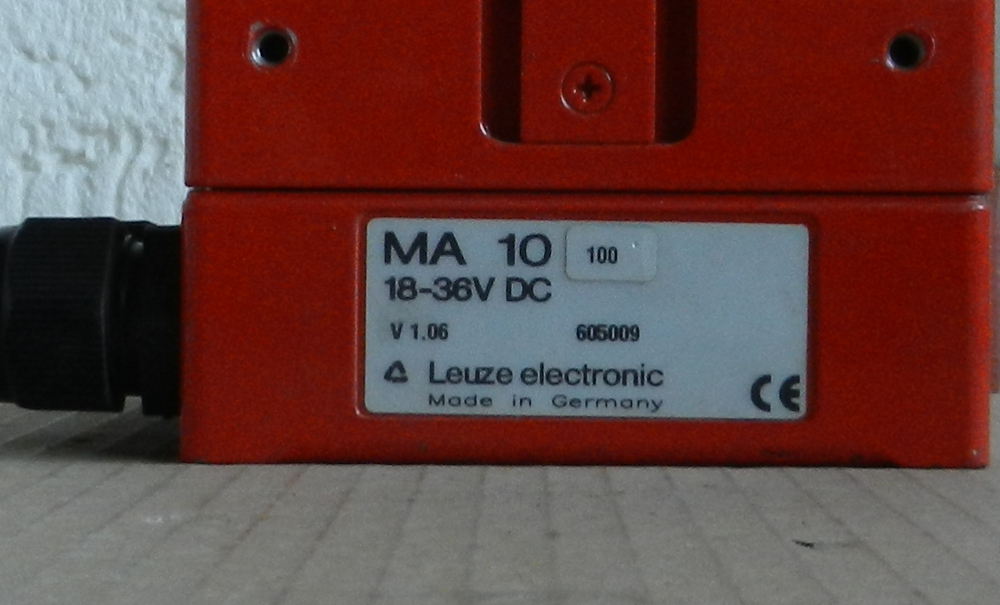 MA 10 100
18-36V DC
V 1.06 605009
Leuze electronic
Made in Germany
CE